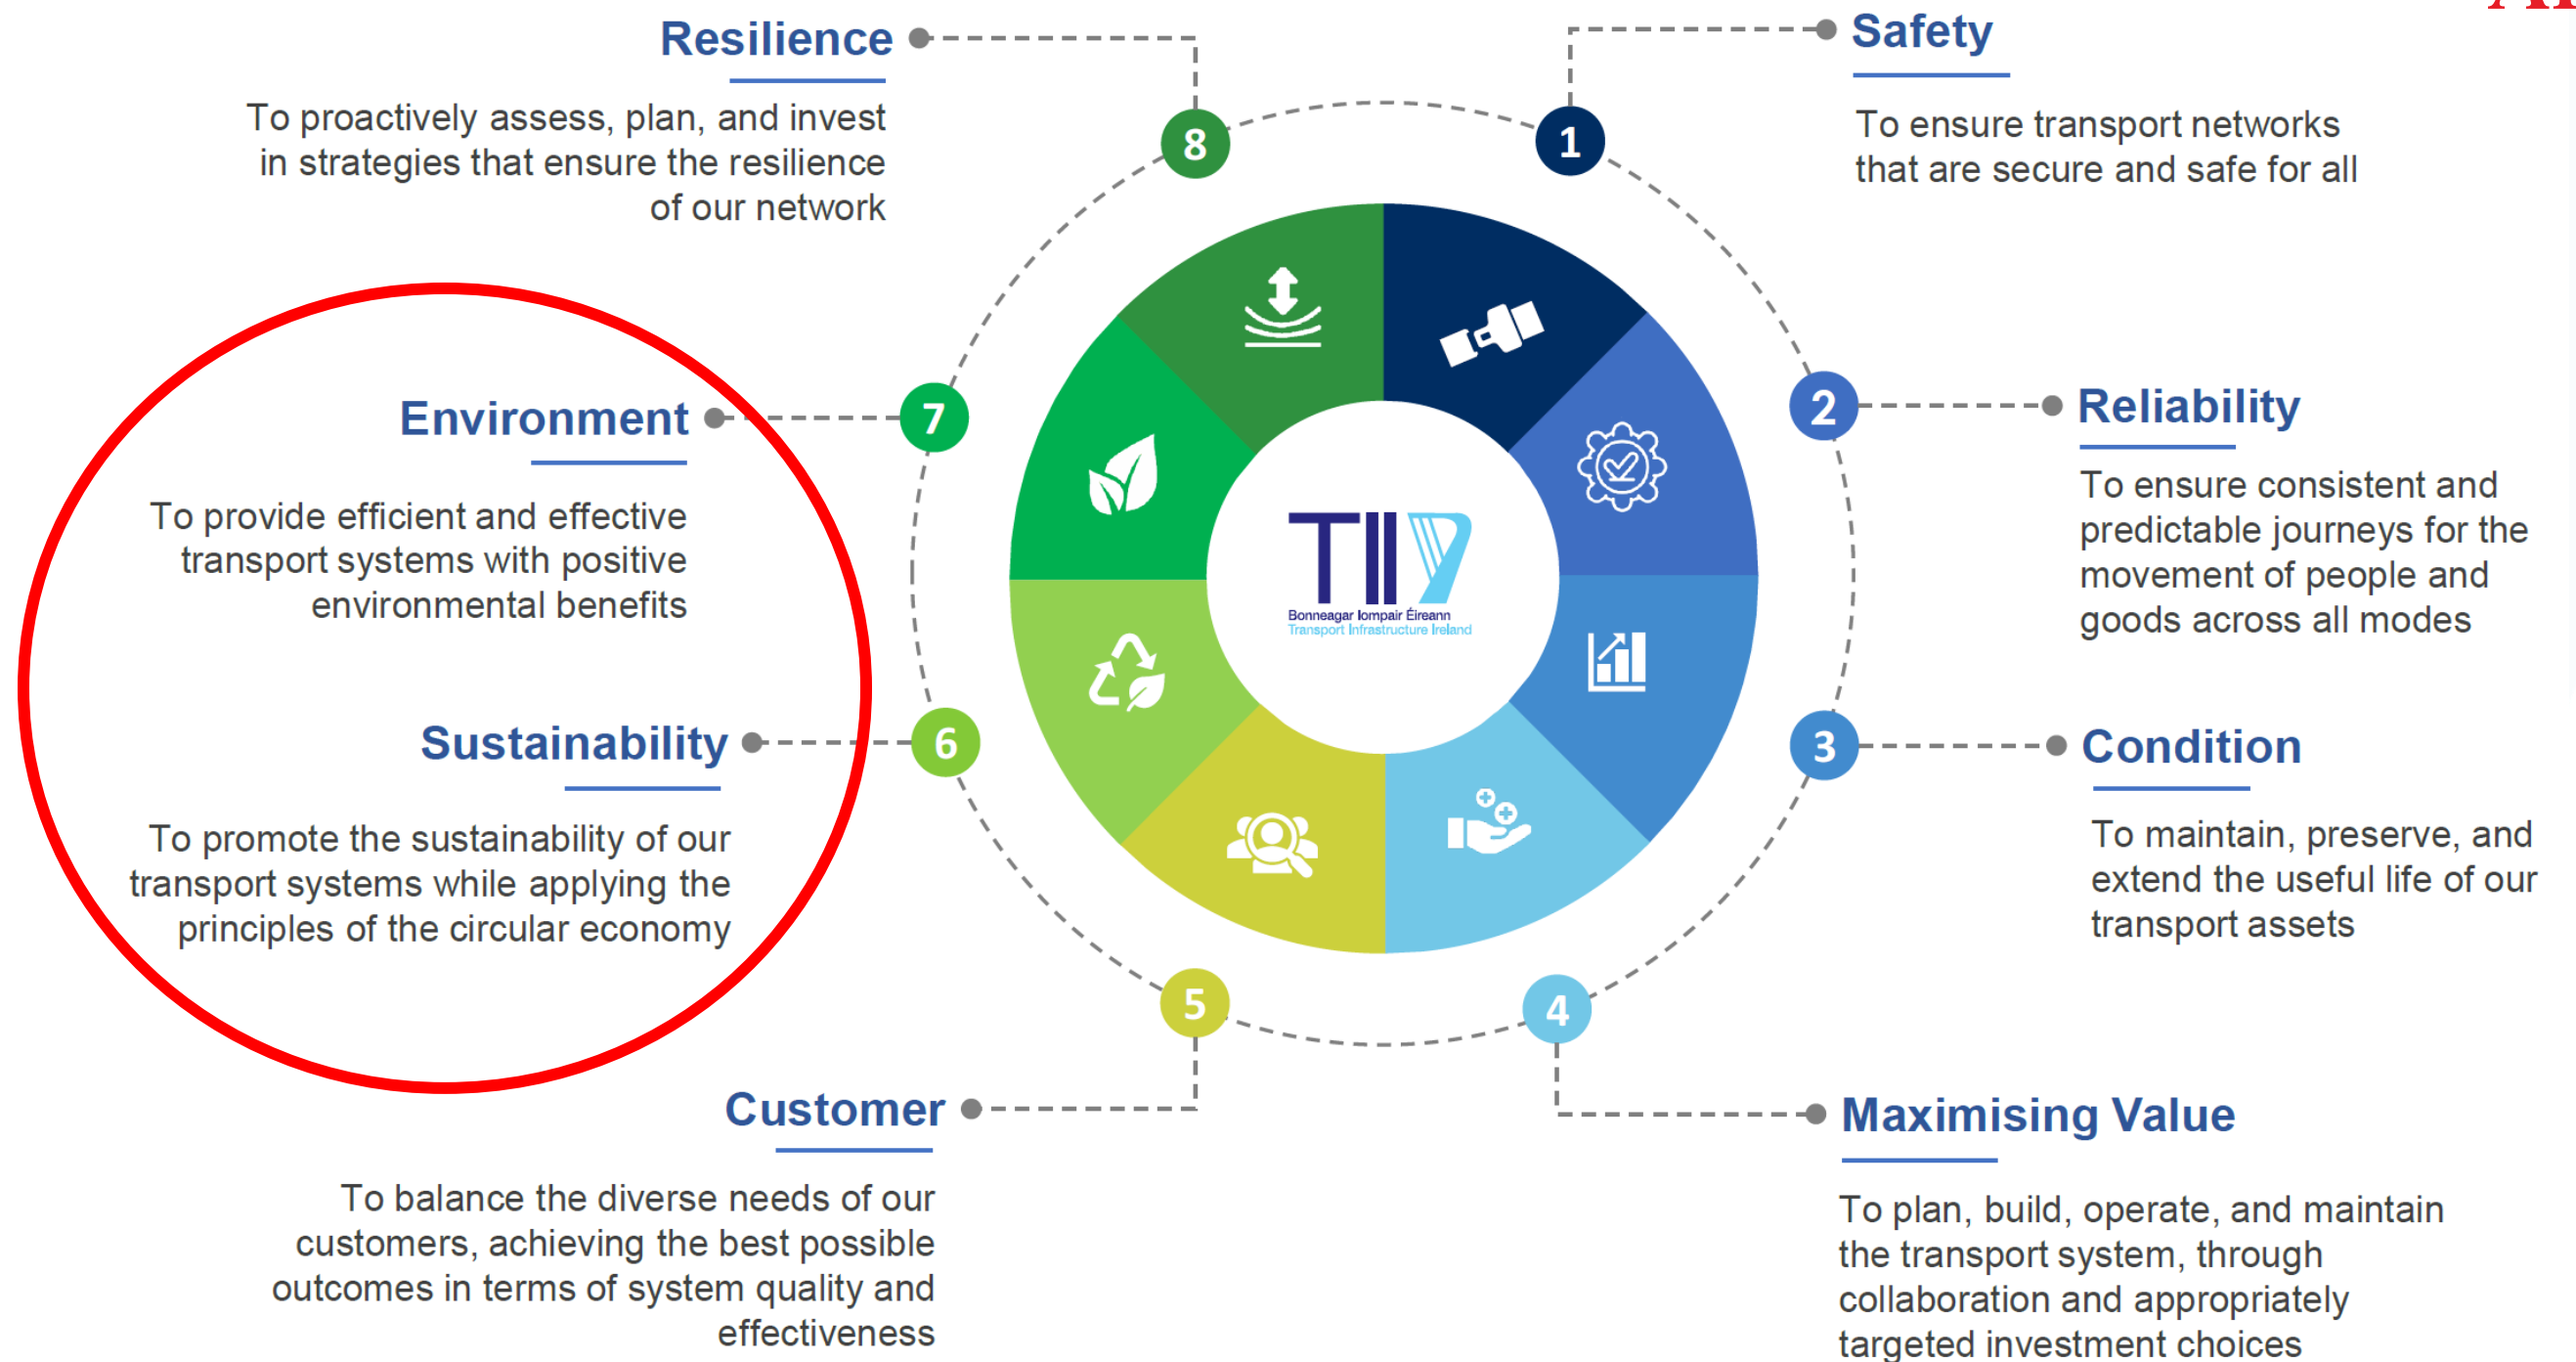 Resilience
To proactively assess, plan, and invest
in strategies that ensure the resilience
of our network
8
1
Safety
To ensure transport networks
that are secure and safe for all
2
Reliability
To ensure consistent and
predictable journeys for the
movement of people and
goods across all modes
3
Condition
To maintain, preserve, and
extend the useful life of our
transport assets
4
Maximising Value
To plan, build, operate, and maintain
the transport system, through
collaboration and appropriately
targeted investment choices
5
Customer
To balance the diverse needs of our
customers, achieving the best possible
outcomes in terms of system quality and
effectiveness
6
Sustainability
To promote the sustainability of our
transport systems while applying the
principles of the circular economy
7
Environment
To provide efficient and effective
transport systems with positive
environmental benefits
TII
Bonneagar Iompair Éireann
Transport Infrastructure Ireland